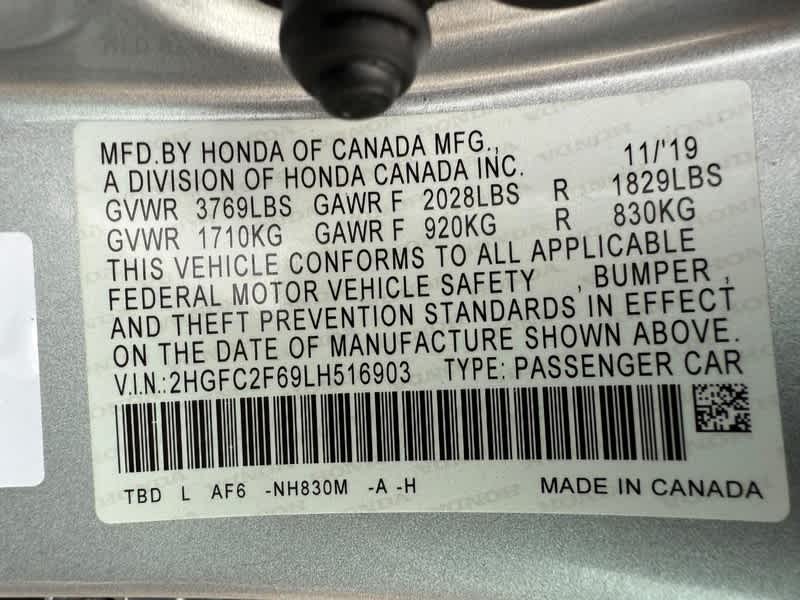 MFD.BY HONDA OF CANADA MFG., 11/'19
A DIVISION OF HONDA CANADA INC.
GVWR 3769LBS GAWR F 2028LBS R 1829LBS
GVWR 1710KG GAWR F 920KG R 830KG
THIS VEHICLE CONFORMS TO ALL APPLICABLE
FEDERAL MOTOR VEHICLE SAFETY , BUMPER ,
AND THEFT PREVENTION STANDARDS IN EFFECT
ON THE DATE OF MANUFACTURE SHOWN ABOVE.
V.I.N.:2HGFC2F69LH516903 TYPE: PASSENGER CAR
TBD L AF6 -NH830M -A -H MADE IN CANADA